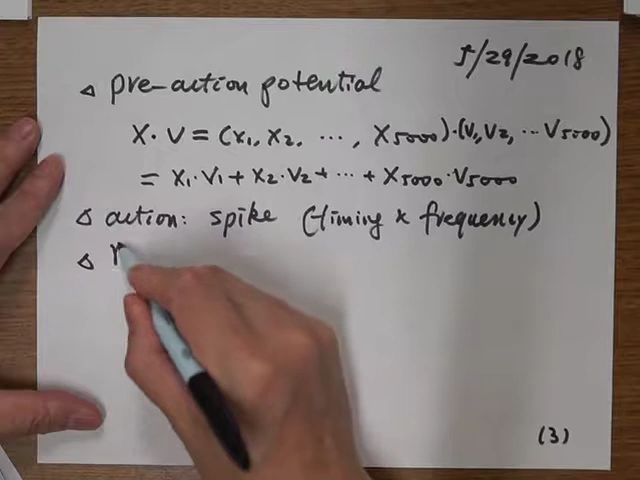 5/29/2018
△ pre-action potential
X · V = (x₁, x₂, ⋯, x₅₀₀₀) · (V₁, V₂, ⋯ V₅₀₀₀)
= x₁·V₁ + x₂·V₂ + ⋯ + x₅₀₀₀·V₅₀₀₀
△ action: spike (timing x frequency)
△
(3)